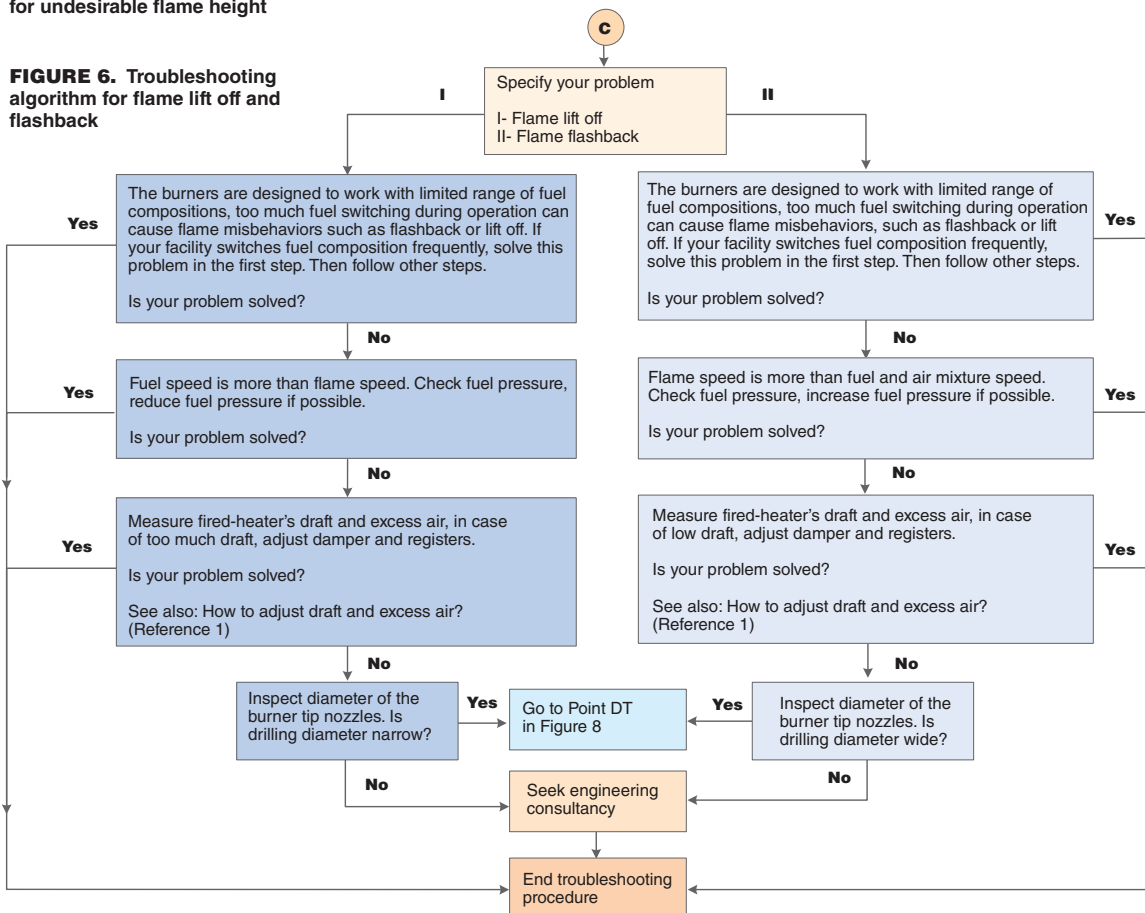 for undesirable flame height
FIGURE 6. Troubleshooting
algorithm for flame lift off and
flashback
C
Specify your problem
I- Flame lift off
II- Flame flashback
I
II
The burners are designed to work with limited range of fuel
compositions, too much fuel switching during operation can
cause flame misbehaviors such as flashback or lift off. If
your facility switches fuel composition frequently, solve this
problem in the first step. Then follow other steps.
Is your problem solved?
Yes
No
Fuel speed is more than flame speed. Check fuel pressure,
reduce fuel pressure if possible.
Is your problem solved?
Yes
No
Measure fired-heater's draft and excess air, in case
of too much draft, adjust damper and registers.
Is your problem solved?
See also: How to adjust draft and excess air?
(Reference 1)
Yes
No
Inspect diameter of the
burner tip nozzles. Is
drilling diameter narrow?
Yes
No
The burners are designed to work with limited range of
fuel compositions, too much fuel switching during operation
can cause flame misbehaviors, such as flashback or lift
off. If your facility switches fuel composition frequently,
solve this problem in the first step. Then follow other steps.
Is your problem solved?
Yes
No
Flame speed is more than fuel and air mixture speed.
Check fuel pressure, increase fuel pressure if possible.
Is your problem solved?
Yes
No
Measure fired-heater's draft and excess air, in case
of low draft, adjust damper and registers.
Is your problem solved?
See also: How to adjust draft and excess air?
(Reference 1)
Yes
No
Inspect diameter of the
burner tip nozzles. Is
drilling diameter wide?
Yes
No
Go to Point DT
in Figure 8
Seek engineering
consultancy
End troubleshooting
procedure